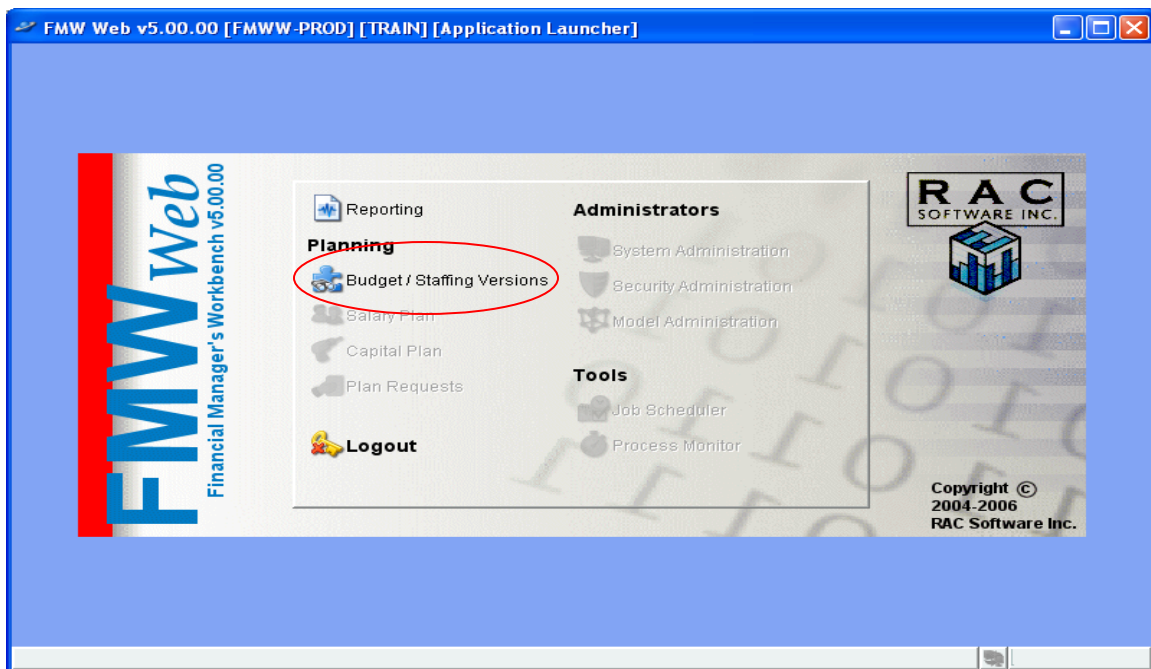 FMW Web v5.00.00 [FMWW-PROD] [TRAIN] [Application Launcher]
FMW Web
Financial Manager's Workbench v5.00.00
Reporting
Planning
Budget / Staffing Versions
Salary Plan
Capital Plan
Plan Requests
Logout
Administrators
System Administration
Security Administration
Model Administration
Tools
Job Scheduler
Process Monitor
RAC
SOFTWARE INC.
Copyright ©
2004-2006
RAC Software Inc.